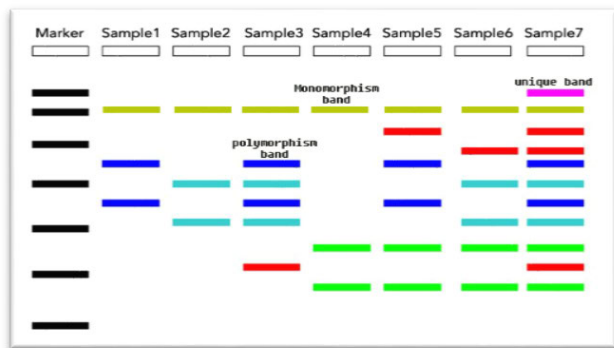 Marker Sample1 Sample2 Sample3 Sample4 Sample5 Sample6 Sample7
unique band
Monomorphism
band
polymorphism
band